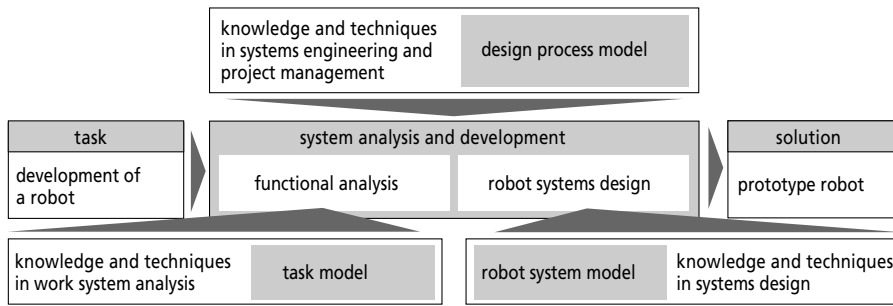 knowledge and techniques
in systems engineering and
project management
design process model
task
development of
a robot
system analysis and development
functional analysis
robot systems design
solution
prototype robot
knowledge and techniques
in work system analysis
task model
robot system model
knowledge and techniques
in systems design